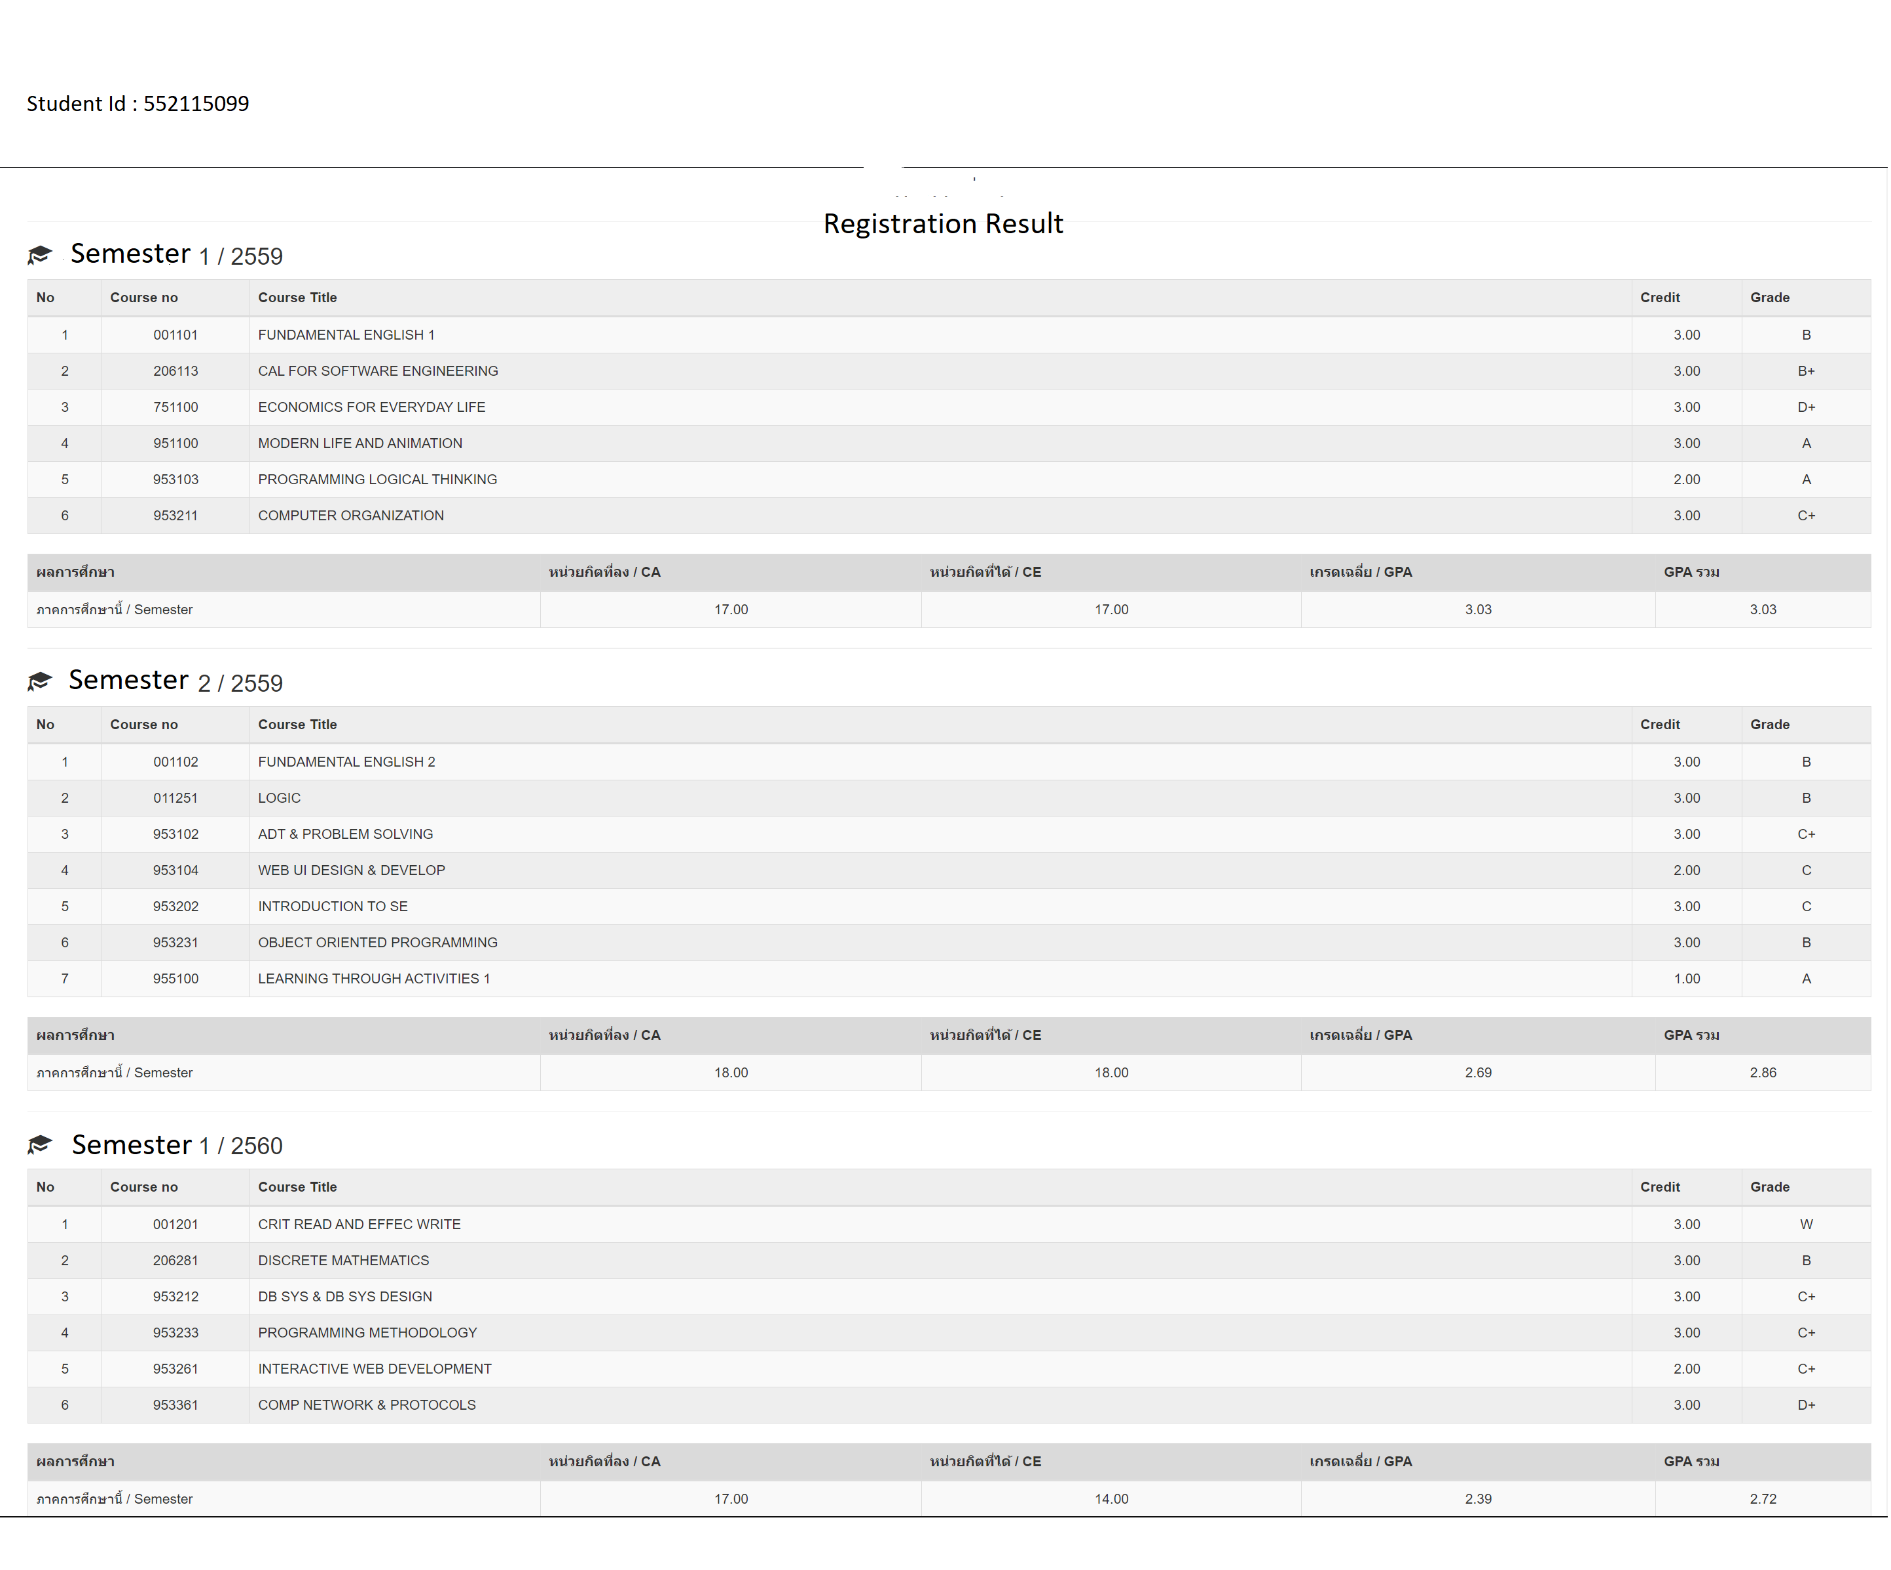 Student Id : 552115099
Registration Result
Semester 1 / 2559
No Course no Course Title Credit Grade
1 001101 FUNDAMENTAL ENGLISH 1 3.00 B
2 206113 CAL FOR SOFTWARE ENGINEERING 3.00 B+
3 751100 ECONOMICS FOR EVERYDAY LIFE 3.00 D+
4 951100 MODERN LIFE AND ANIMATION 3.00 A
5 953103 PROGRAMMING LOGICAL THINKING 2.00 A
6 953211 COMPUTER ORGANIZATION 3.00 C+
ผลการศึกษา หน่วยกิตที่ลง / CA หน่วยกิตที่ได้ / CE เกรดเฉลี่ย / GPA GPA รวม
ภาคการศึกษานี้ / Semester 17.00 17.00 3.03 3.03
Semester 2 / 2559
No Course no Course Title Credit Grade
1 001102 FUNDAMENTAL ENGLISH 2 3.00 B
2 011251 LOGIC 3.00 B
3 953102 ADT & PROBLEM SOLVING 3.00 C+
4 953104 WEB UI DESIGN & DEVELOP 2.00 C
5 953202 INTRODUCTION TO SE 3.00 C
6 953231 OBJECT ORIENTED PROGRAMMING 3.00 B
7 955100 LEARNING THROUGH ACTIVITIES 1 1.00 A
ผลการศึกษา หน่วยกิตที่ลง / CA หน่วยกิตที่ได้ / CE เกรดเฉลี่ย / GPA GPA รวม
ภาคการศึกษานี้ / Semester 18.00 18.00 2.69 2.86
Semester 1 / 2560
No Course no Course Title Credit Grade
1 001201 CRIT READ AND EFFEC WRITE 3.00 W
2 206281 DISCRETE MATHEMATICS 3.00 B
3 953212 DB SYS & DB SYS DESIGN 3.00 C+
4 953233 PROGRAMMING METHODOLOGY 3.00 C+
5 953261 INTERACTIVE WEB DEVELOPMENT 2.00 C+
6 953361 COMP NETWORK & PROTOCOLS 3.00 D+
ผลการศึกษา หน่วยกิตที่ลง / CA หน่วยกิตที่ได้ / CE เกรดเฉลี่ย / GPA GPA รวม
ภาคการศึกษานี้ / Semester 17.00 14.00 2.39 2.72